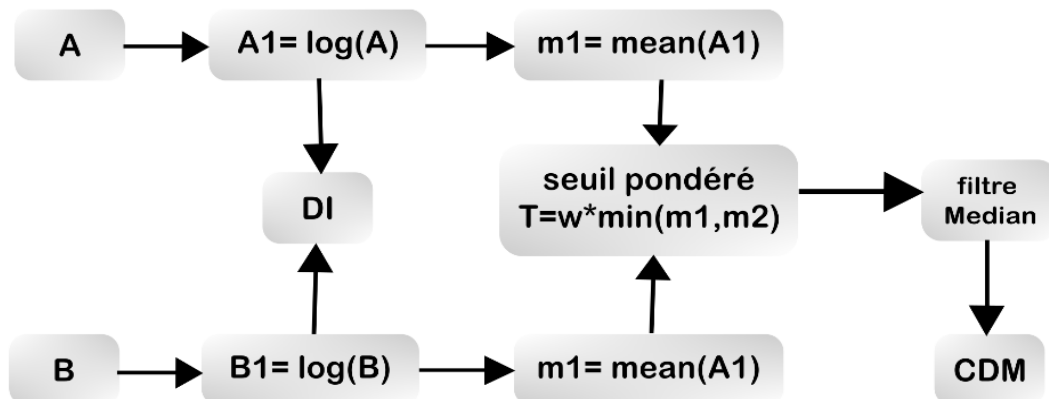 A
A1= log(A)
m1= mean(A1)
DI
seuil pondéré
T=w*min(m1,m2)
filtre
Median
B
B1= log(B)
m1= mean(A1)
CDM